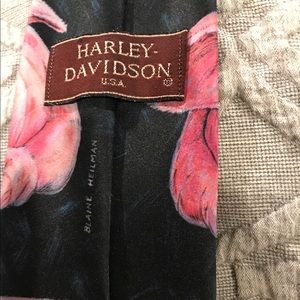 HARLEY-
DAVIDSON
U.S.A.
®
BLAINE HEILMAN